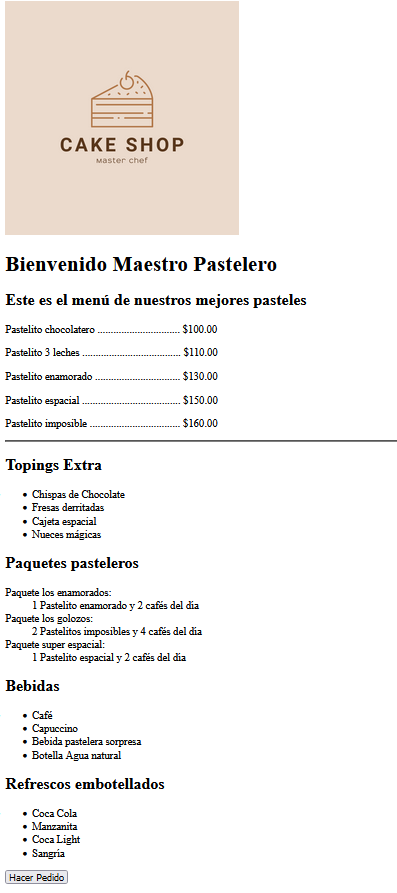 CAKE SHOP
Master chef
Bienvenido Maestro Pastelero
Este es el menú de nuestros mejores pasteles
Pastelito chocolatero ................................ $100.00
Pastelito 3 leches ...................................... $110.00
Pastelito enamorado ................................. $130.00
Pastelito espacial ...................................... $150.00
Pastelito imposible ................................... $160.00
Topings Extra
• Chispas de Chocolate
• Fresas derritadas
• Cajeta espacial
• Nueces mágicas
Paquetes pasteleros
Paquete los enamorados:
1 Pastelito enamorado y 2 cafés del dia
Paquete los golozos:
2 Pastelitos imposibles y 4 cafés del dia
Paquete super espacial:
1 Pastelito espacial y 2 cafés del dia
Bebidas
• Café
• Capuccino
• Bebida pastelera sorpresa
• Botella Agua natural
Refrescos embotellados
• Coca Cola
• Manzanita
• Coca Light
• Sangria
Hacer Pedido